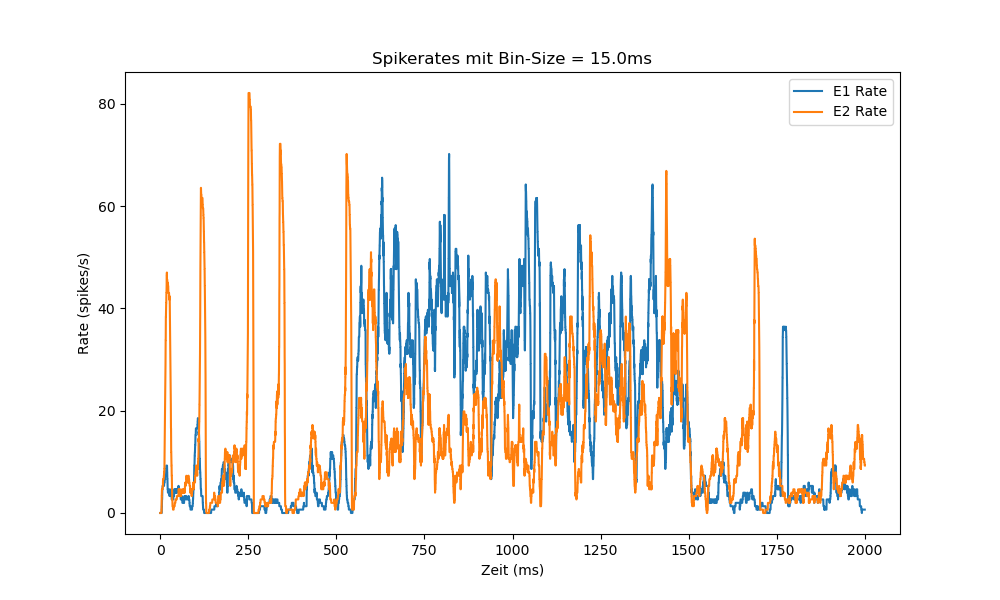 Spikerates mit Bin-Size = 15.0ms
E1 Rate
E2 Rate
Rate (spikes/s)
80
60
40
20
0
0 250 500 750 1000 1250 1500 1750 2000
Zeit (ms)